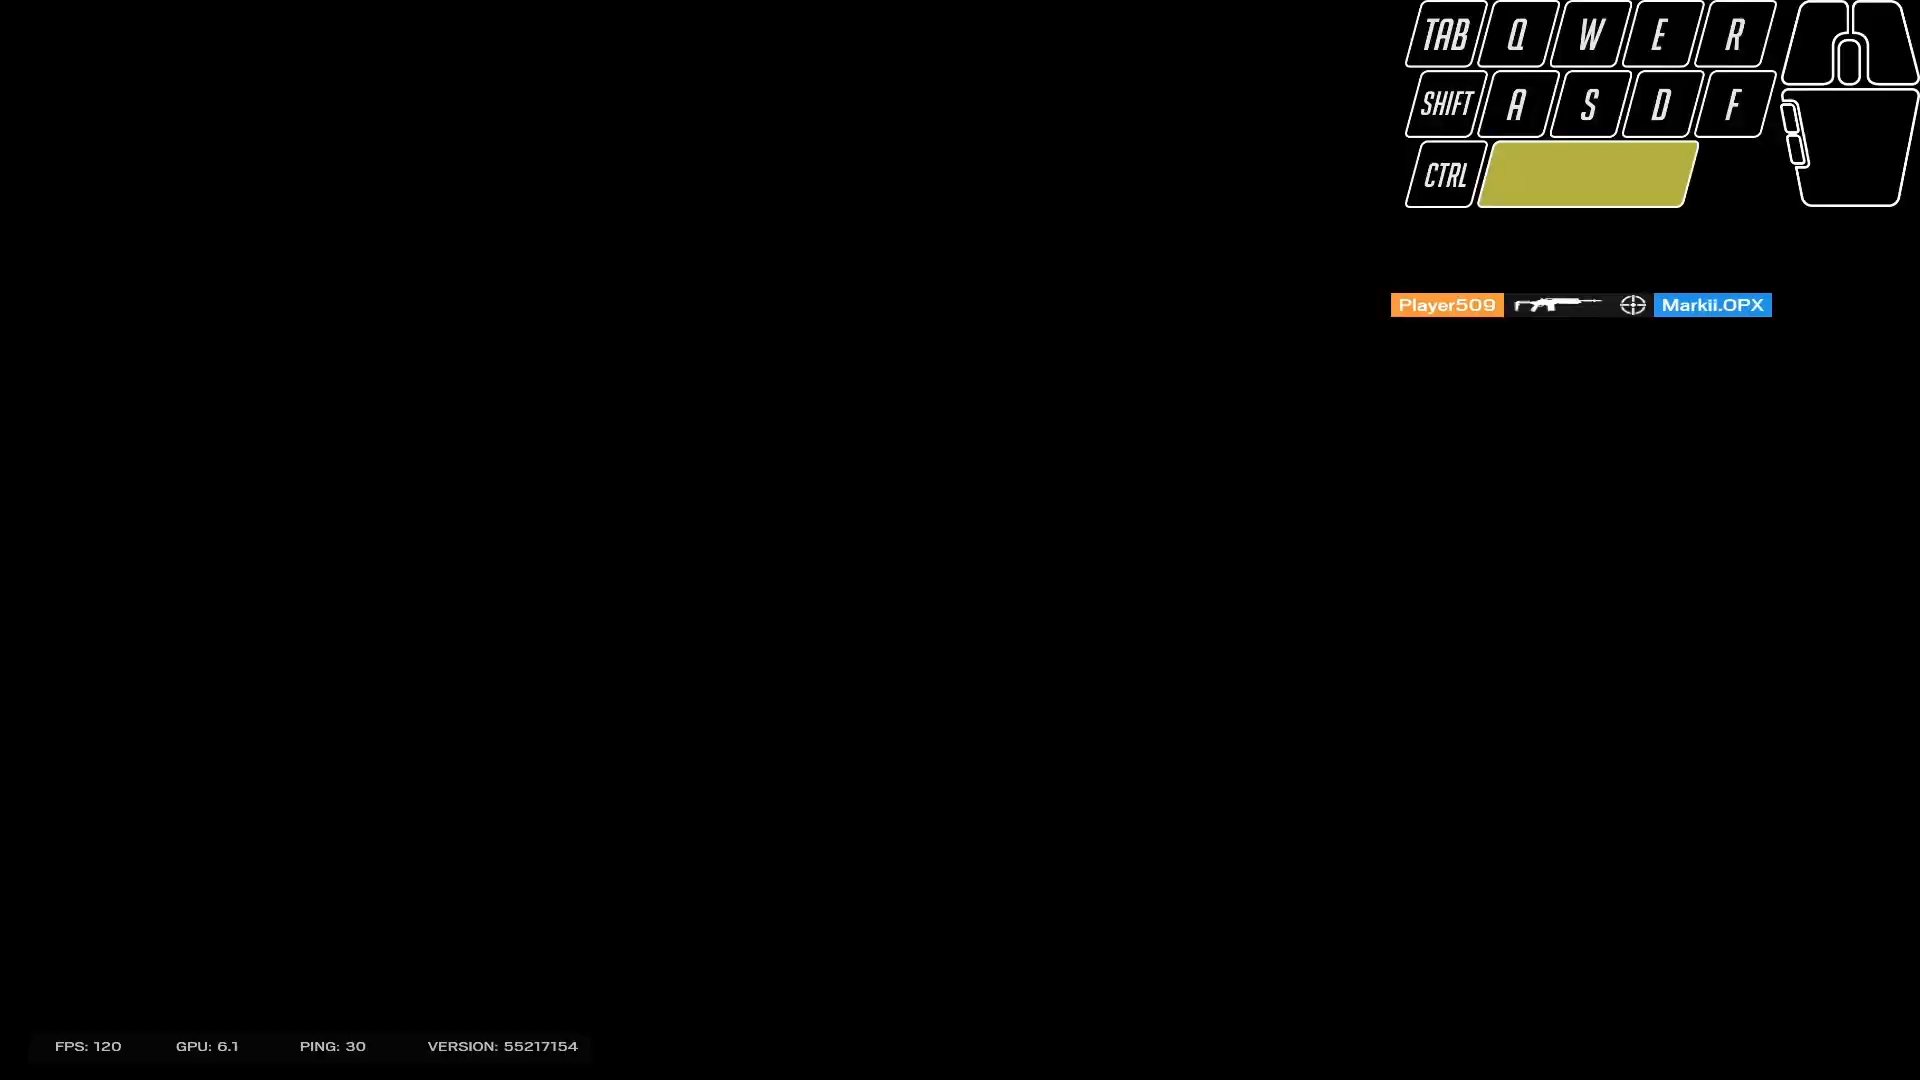 TAB Q W E R
SHIFT A S D F
CTRL
Player509 Markii.OPX
FPS: 120 GPU: 6.1 PING: 30 VERSION: 55217154